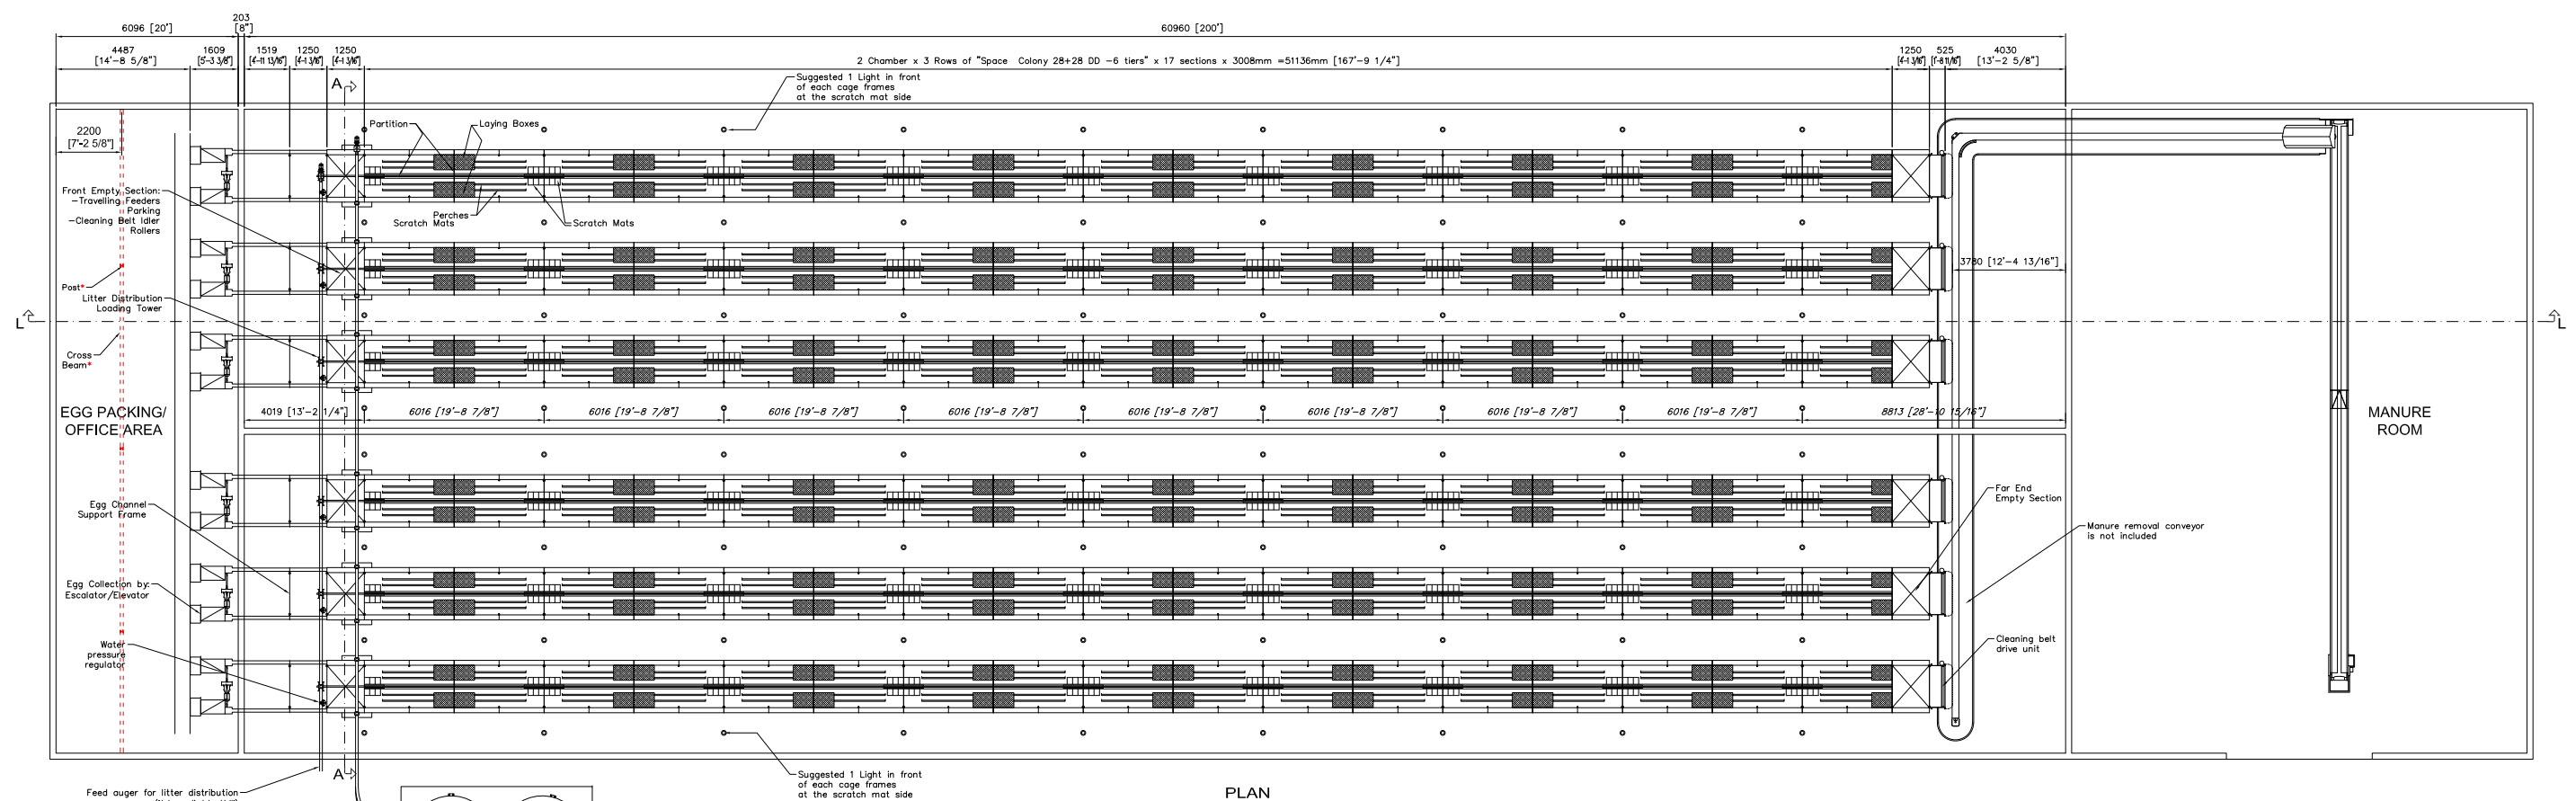 203
[8"]
6096 [20']
60960 [200']
4487
[14'-8 5/8"]
1609
[5'-3 3/8"]
1519
[4'-11 13/16"]
1250
[4'-1 3/16"]
1250
[4'-1 3/16"]
2 Chamber x 3 Rows of "Space Colony 28+28 DD -6 tiers" x 17 sections x 3008mm =51136mm [167'-9 1/4"]
1250
[4'-1 3/16"]
525
[1'-8 11/16"]
4030
[13'-2 5/8"]
A
Suggested 1 Light in front
of each cage frames
at the scratch mat side
2200
[7'-2 5/8"]
Partition
Laying Boxes
Front Empty Section:
-Travelling Feeders
Parking
-Cleaning Belt Idler
Rollers
Perches
Scratch Mats
Scratch Mats
3780 [12'-4 13/16"]
Post*
Litter Distribution
Loading Tower
L
L
Cross
Beam*
EGG PACKING/
OFFICE AREA
4019 [13'-2 1/4"]
6016 [19'-8 7/8"]
6016 [19'-8 7/8"]
6016 [19'-8 7/8"]
6016 [19'-8 7/8"]
6016 [19'-8 7/8"]
6016 [19'-8 7/8"]
6016 [19'-8 7/8"]
6016 [19'-8 7/8"]
8813 [28'-10 15/16"]
MANURE
ROOM
Egg Channel
Support Frame
Far End
Empty Section
Manure removal conveyor
is not included
Egg Collection by:
Escalator/Elevator
Water
pressure
regulator
Cleaning belt
drive unit
A
Suggested 1 Light in front
of each cage frames
at the scratch mat side
Feed auger for litter distribution
PLAN